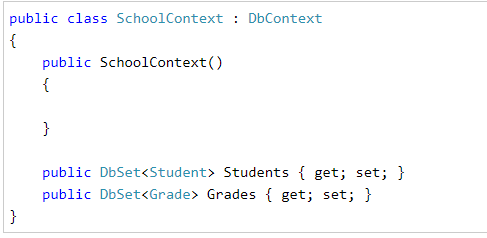 public class SchoolContext : DbContext
{
    public SchoolContext()
    {

    }

    public DbSet<Student> Students { get; set; }
    public DbSet<Grade> Grades { get; set; }
}